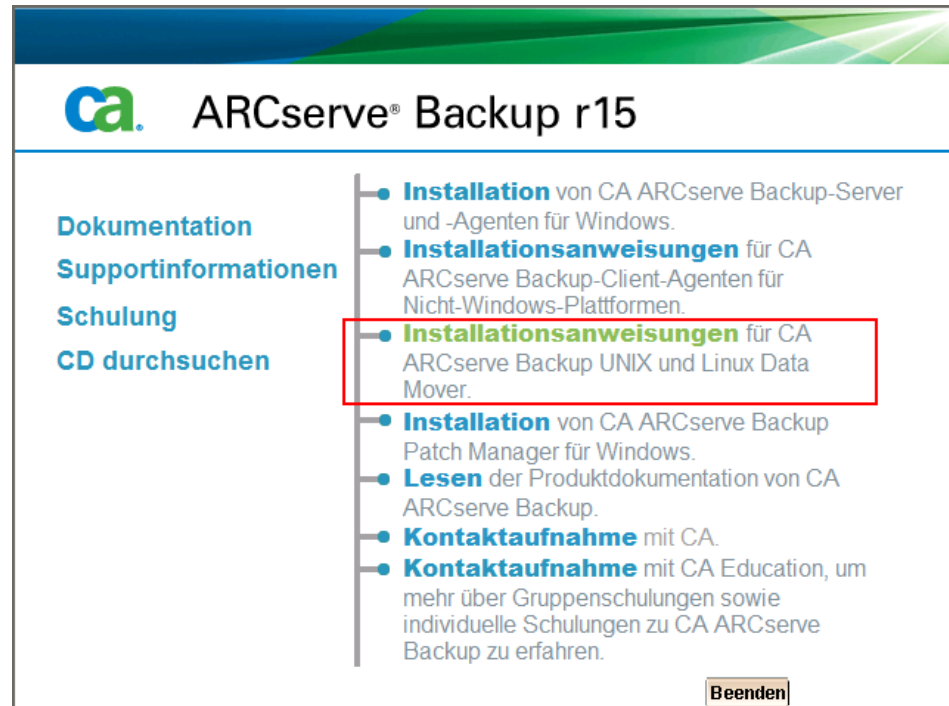 ca.
ARCserve® Backup r15
Dokumentation
Supportinformationen
Schulung
CD durchsuchen
Installation von CA ARCserve Backup-Server
und -Agenten für Windows.
Installationsanweisungen für CA
ARCserve Backup-Client-Agenten für
Nicht-Windows-Plattformen.
Installationsanweisungen für CA
ARCserve Backup UNIX und Linux Data
Mover.
Installation von CA ARCserve Backup
Patch Manager für Windows.
Lesen der Produktdokumentation von CA
ARCserve Backup.
Kontaktaufnahme mit CA.
Kontaktaufnahme mit CA Education, um
mehr über Gruppenschulungen sowie
individuelle Schulungen zu CA ARCserve
Backup zu erfahren.
Beenden